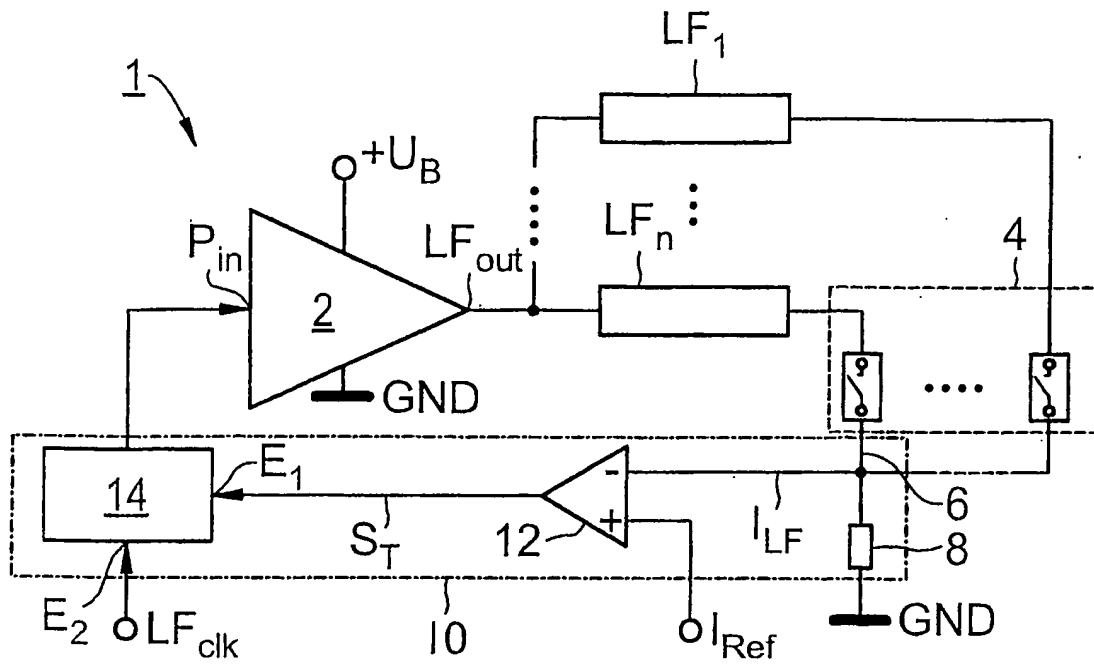 LF1
1
+UB
Pin
LFout
LFn
4
2
GND
14
E1
-
+
12
ST
ILF
6
8
E2
LFclk
10
IRef
GND